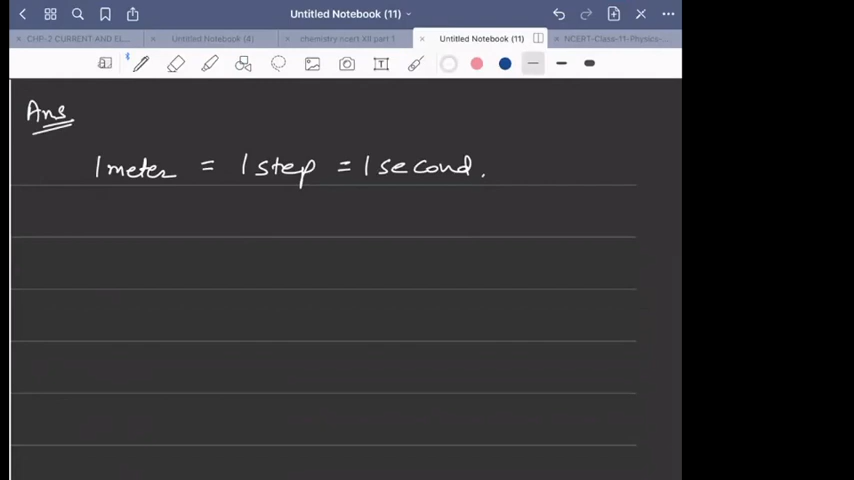 Untitled Notebook (11)
CHP-2 CURRENT AND EL...
Untitled Notebook (4)
chemistry ncert XII part 1
Untitled Notebook (11)
NCERT-Class-11-Physics-...
Ans
1 meter = 1 step = 1 second.